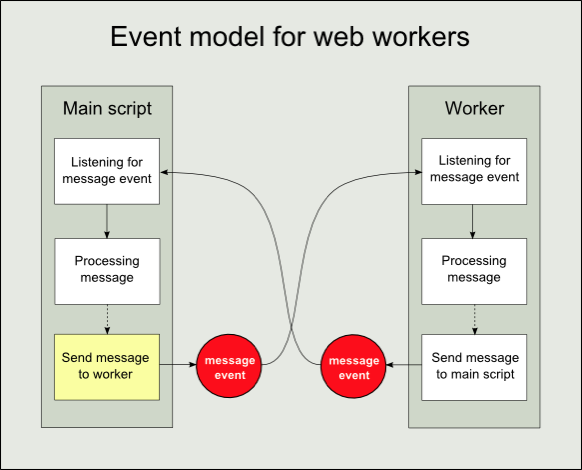 Event model for web workers
Main script
Listening for
message event
Processing
message
Send message
to worker
message
event
message
event
Worker
Listening for
message event
Processing
message
Send message
to main script